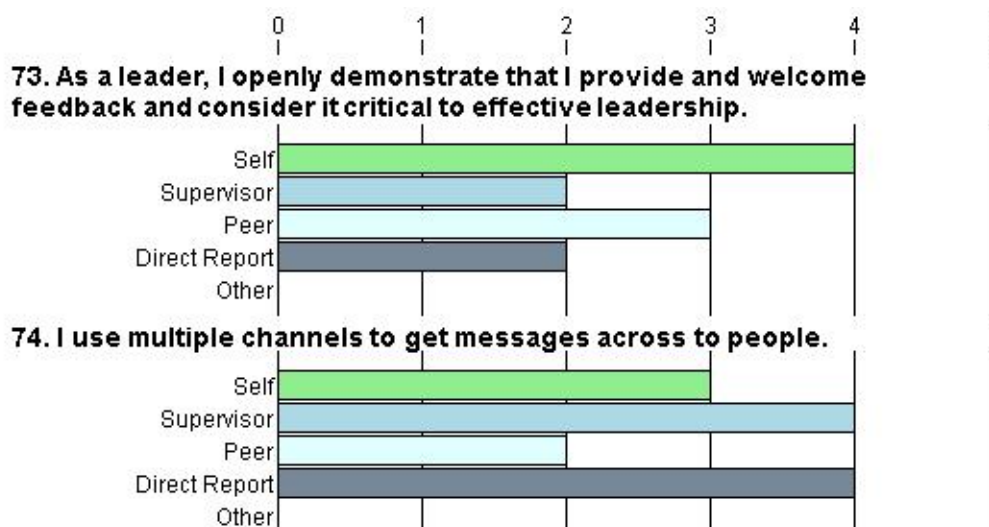 0 1 2 3 4
73. As a leader, I openly demonstrate that I provide and welcome
feedback and consider it critical to effective leadership.
Self
Supervisor
Peer
Direct Report
Other
74. I use multiple channels to get messages across to people.
Self
Supervisor
Peer
Direct Report
Other